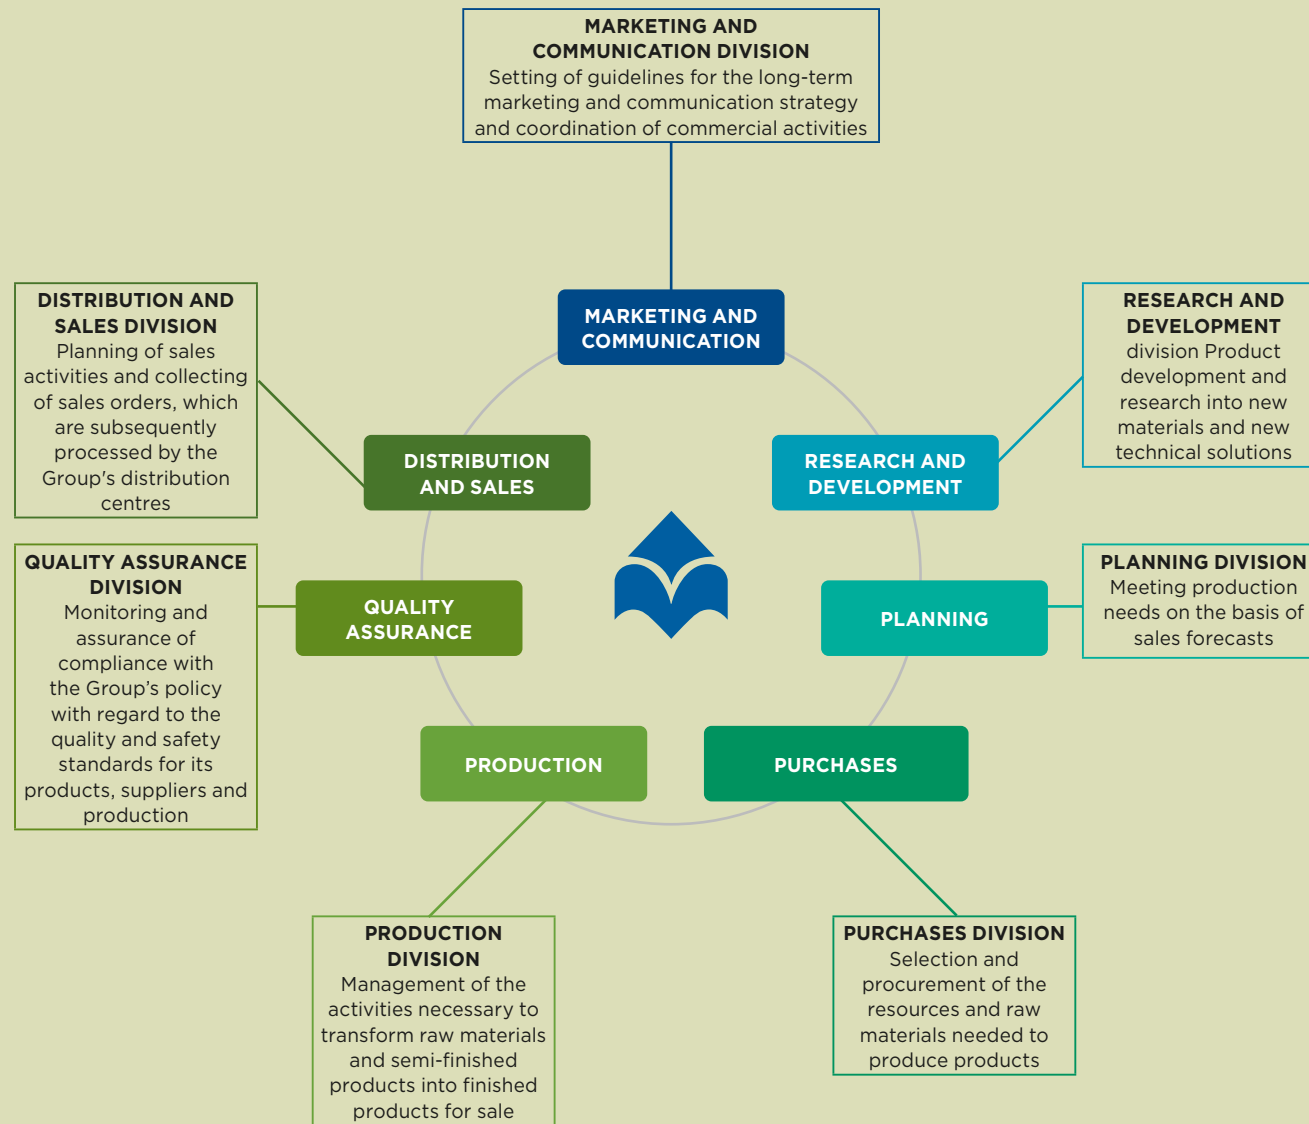 MARKETING AND
COMMUNICATION DIVISION
Setting of guidelines for the long-term
marketing and communication strategy
and coordination of commercial activities
MARKETING AND
COMMUNICATION
DISTRIBUTION AND
SALES DIVISION
Planning of sales
activities and collecting
of sales orders, which
are subsequently
processed by the
Group's distribution
centres
RESEARCH AND
DEVELOPMENT
division Product
development and
research into new
materials and new
technical solutions
DISTRIBUTION
AND SALES
RESEARCH AND
DEVELOPMENT
QUALITY ASSURANCE
DIVISION
Monitoring and
assurance of
compliance with
the Group’s policy
with regard to the
quality and safety
standards for its
products, suppliers and
production
QUALITY
ASSURANCE
PLANNING
PLANNING DIVISION
Meeting production
needs on the basis of
sales forecasts
PRODUCTION
PURCHASES
PRODUCTION
DIVISION
Management of the
activities necessary to
transform raw materials
and semi-finished
products into finished
products for sale
PURCHASES DIVISION
Selection and
procurement of the
resources and raw
materials needed to
produce products